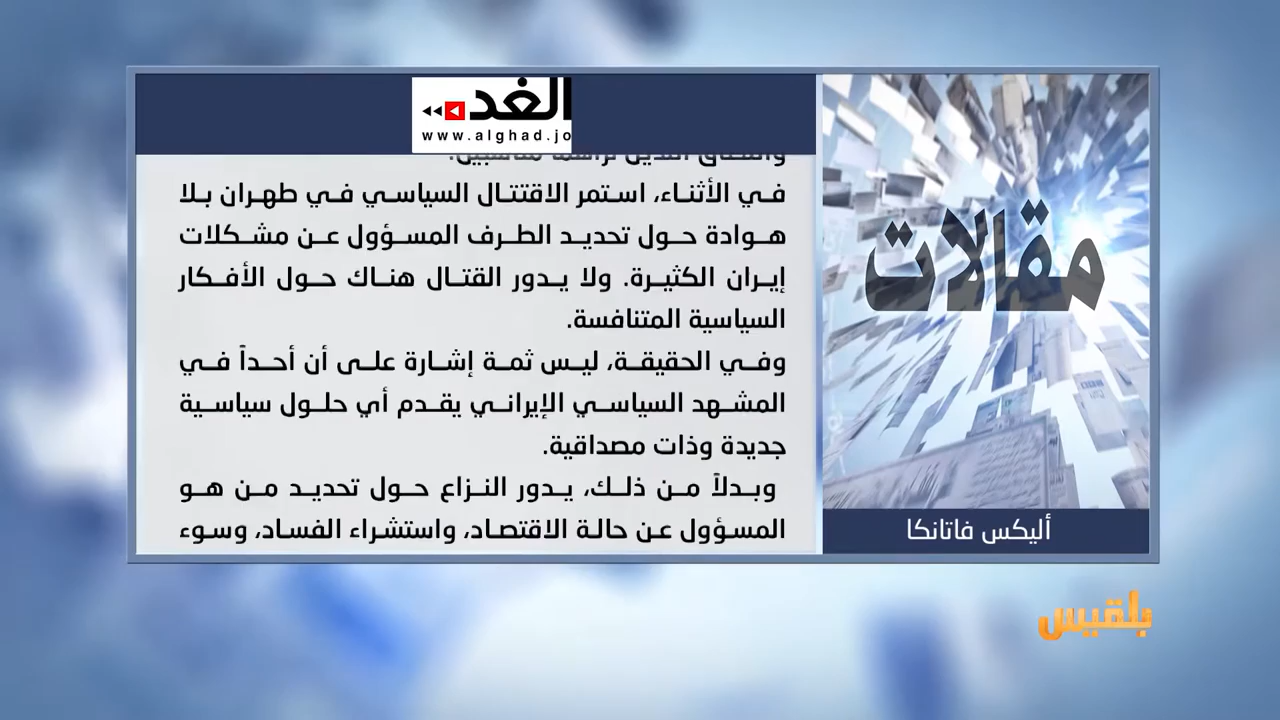 الغد
www.alghad.jo
في الأثناء، استمر الاقتتال السياسي في طهران بلا
هوادة حول تحديد الطرف المسؤول عن مشكلات
إيران الكثيرة. ولا يدور القتال هناك حول الأفكار
السياسية المتنافسة.
وفي الحقيقة، ليس ثمة إشارة على أن أحداً في
المشهد السياسي الإيراني يقدم أي حلول سياسية
جديدة وذات مصداقية.
وبدلاً من ذلك، يدور النزاع حول تحديد من هو
المسؤول عن حالة الاقتصاد، واستشراء الفساد، وسوء
مقالات
أليكس فاتانكا
بلقيس